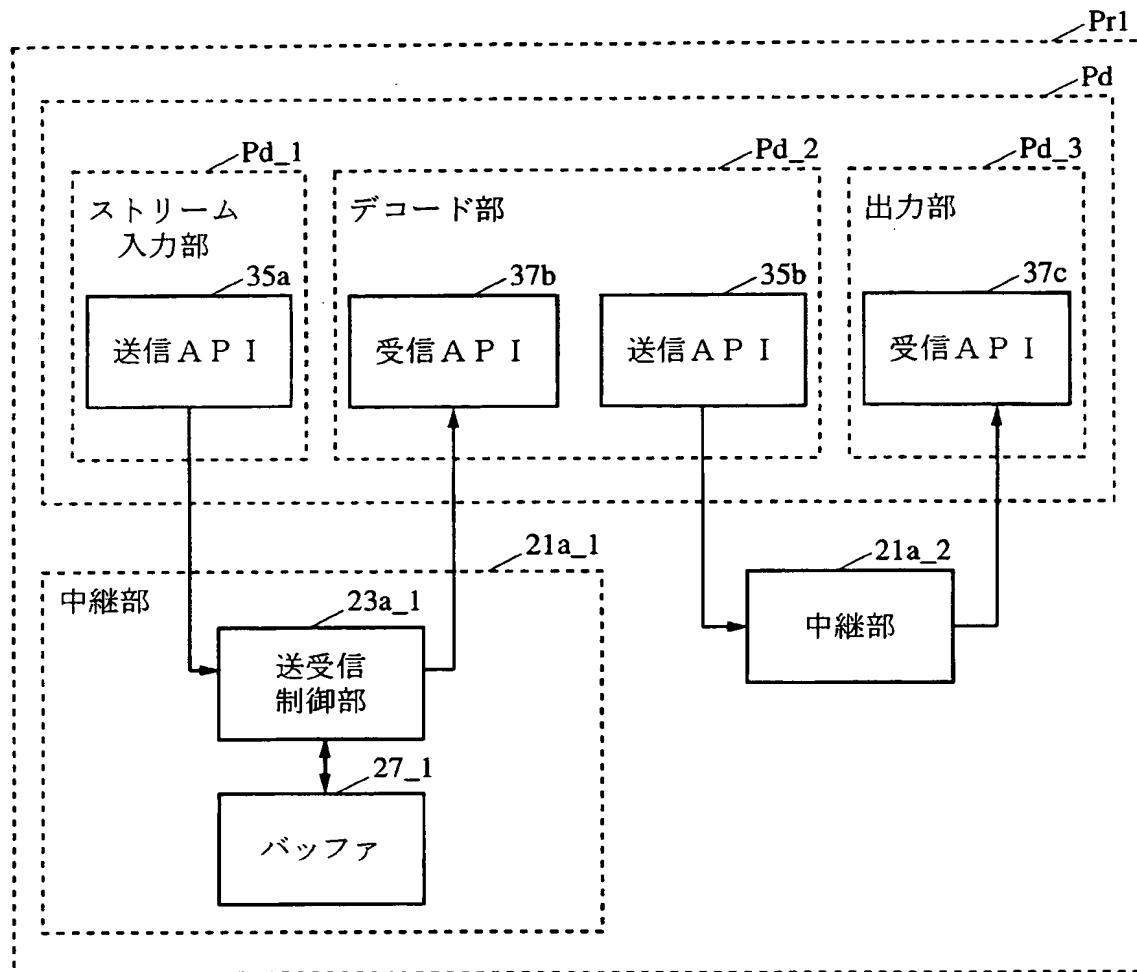 Pr1
Pd
Pd_1
Pd_2
Pd_3
ストリーム
入力部
デコード部
出力部
35a
37b
35b
37c
送信API
受信API
送信API
受信API
21a_1
21a_2
中継部
23a_1
中継部
送受信
制御部
27_1
バッファ